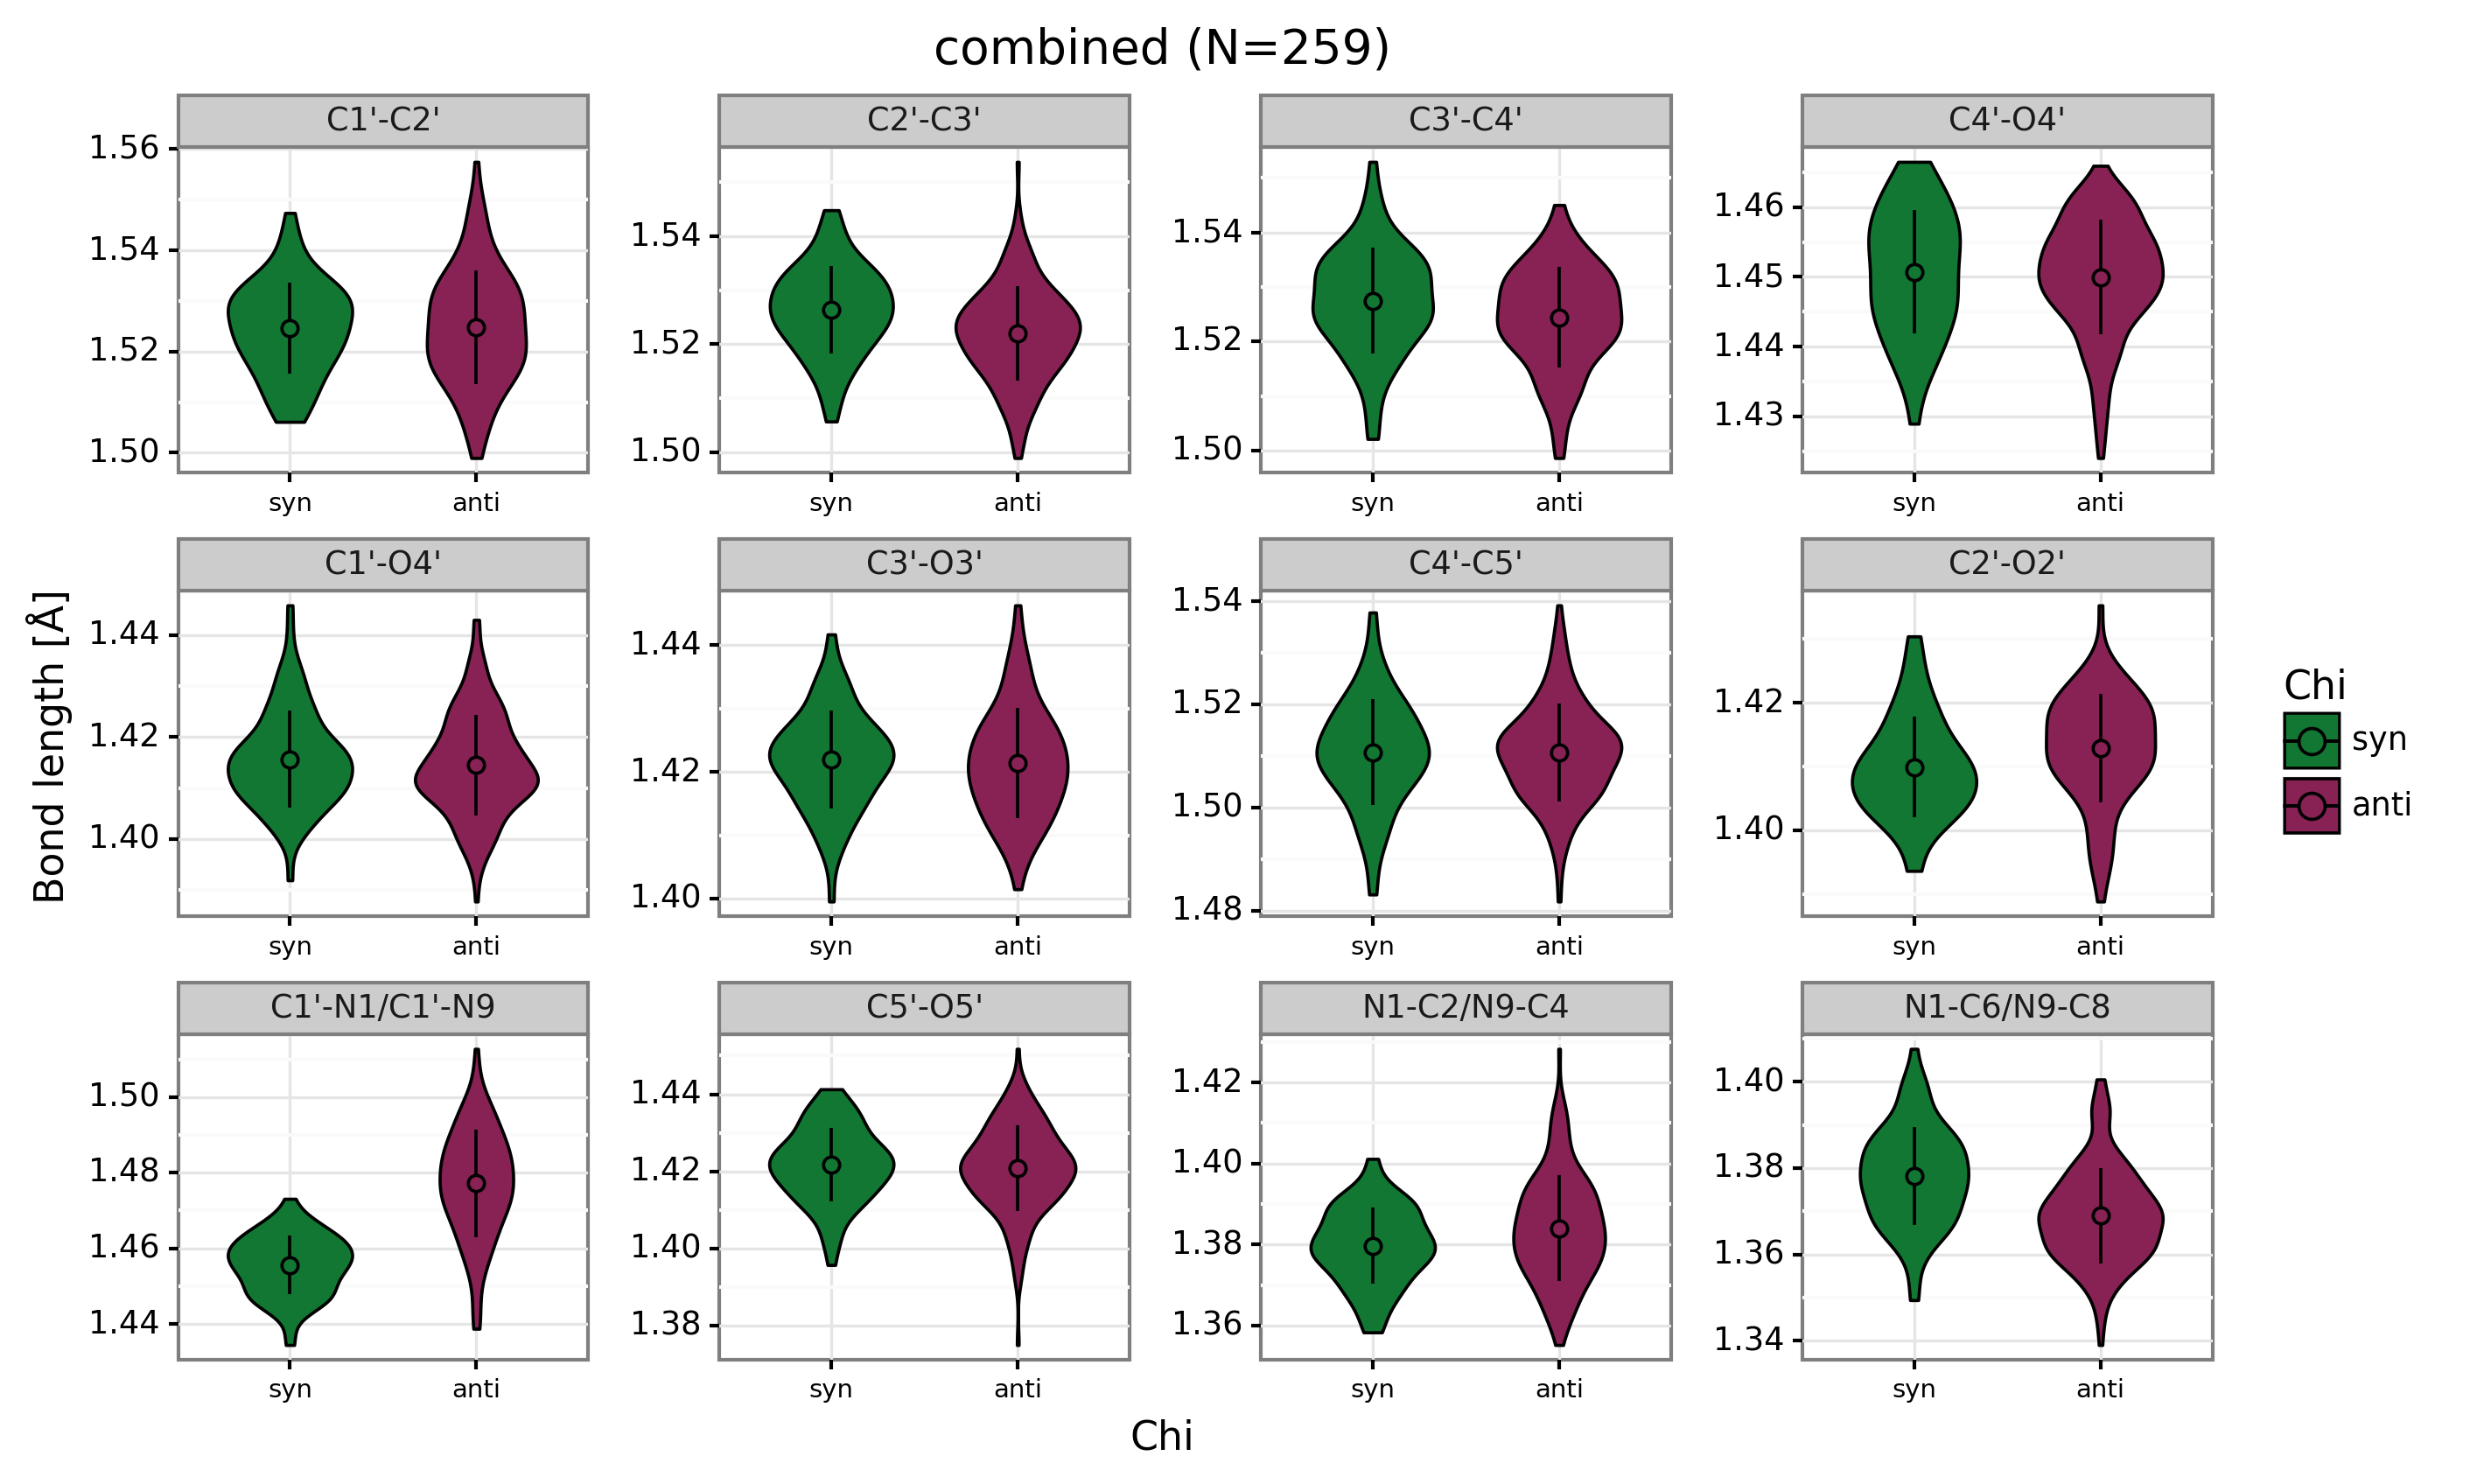 combined (N=259)
C1'-C2'
C2'-C3'
C3'-C4'
C4'-O4'
1.56
1.54
1.52
1.50
1.54
1.52
1.50
1.54
1.52
1.50
1.46
1.45
1.44
1.43
syn anti
syn anti
syn anti
syn anti
C1'-O4'
C3'-O3'
C4'-C5'
C2'-O2'
Bond length [Å]
1.44
1.42
1.40
1.44
1.42
1.40
1.54
1.52
1.50
1.48
1.42
1.40
syn anti
syn anti
syn anti
syn anti
Chi
syn
anti
C1'-N1/C1'-N9
C5'-O5'
N1-C2/N9-C4
N1-C6/N9-C8
1.50
1.48
1.46
1.44
1.44
1.42
1.40
1.38
1.42
1.40
1.38
1.36
1.40
1.38
1.36
1.34
syn anti
syn anti
syn anti
syn anti
Chi